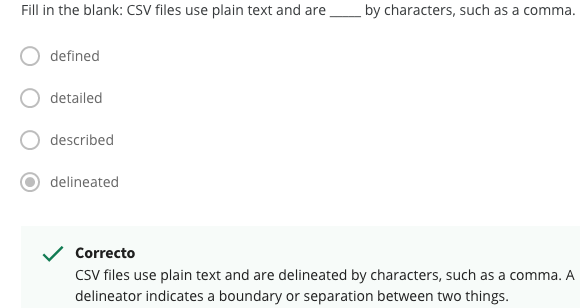 Fill in the blank: CSV files use plain text and are _____ by characters, such as a comma.
defined
detailed
described
delineated
Correcto
CSV files use plain text and are delineated by characters, such as a comma. A
delineator indicates a boundary or separation between two things.